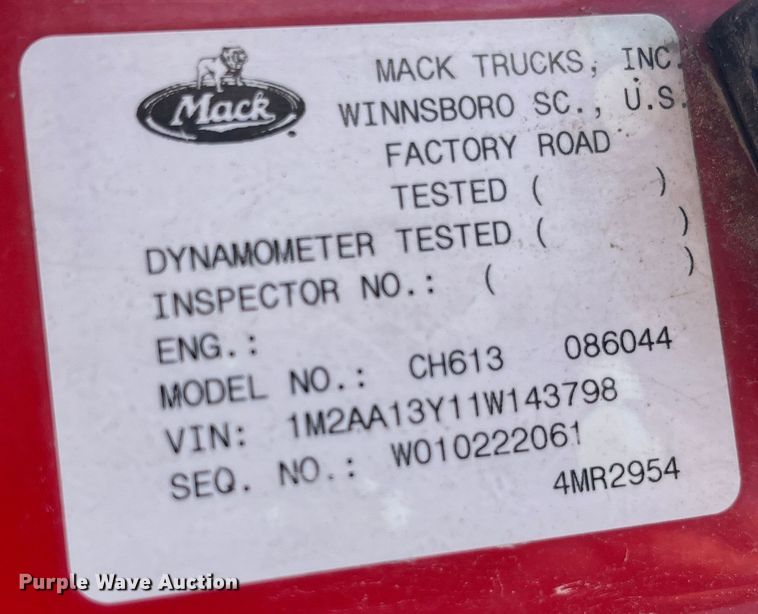 Mack
MACK TRUCKS, INC.
WINNSBORO SC., U.S.
FACTORY ROAD
TESTED ( )
DYNAMOMETER TESTED ( )
INSPECTOR NO.: ( )
ENG.:
MODEL NO.: CH613 086044
VIN: 1M2AA13Y11W143798
SEQ. NO.: W010222061
4MR2954
Purple Wave Auction